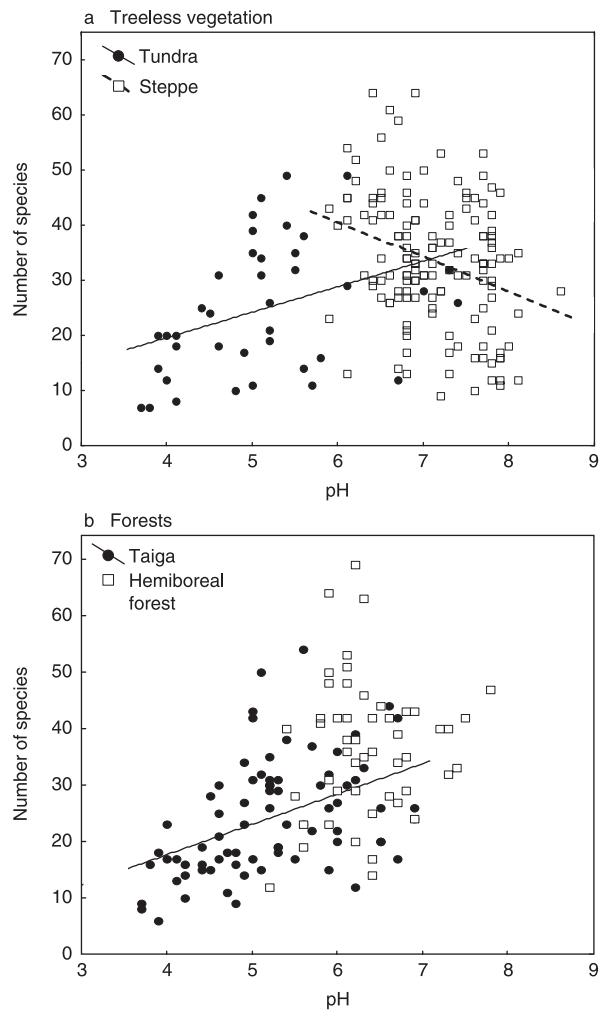 a Treeless vegetation
Tundra
Steppe
Number of species
70
60
50
40
30
20
10
0
3 4 5 6 7 8 9
pH
b Forests
Taiga
Hemiboreal
forest
Number of species
70
60
50
40
30
20
10
0
3 4 5 6 7 8 9
pH